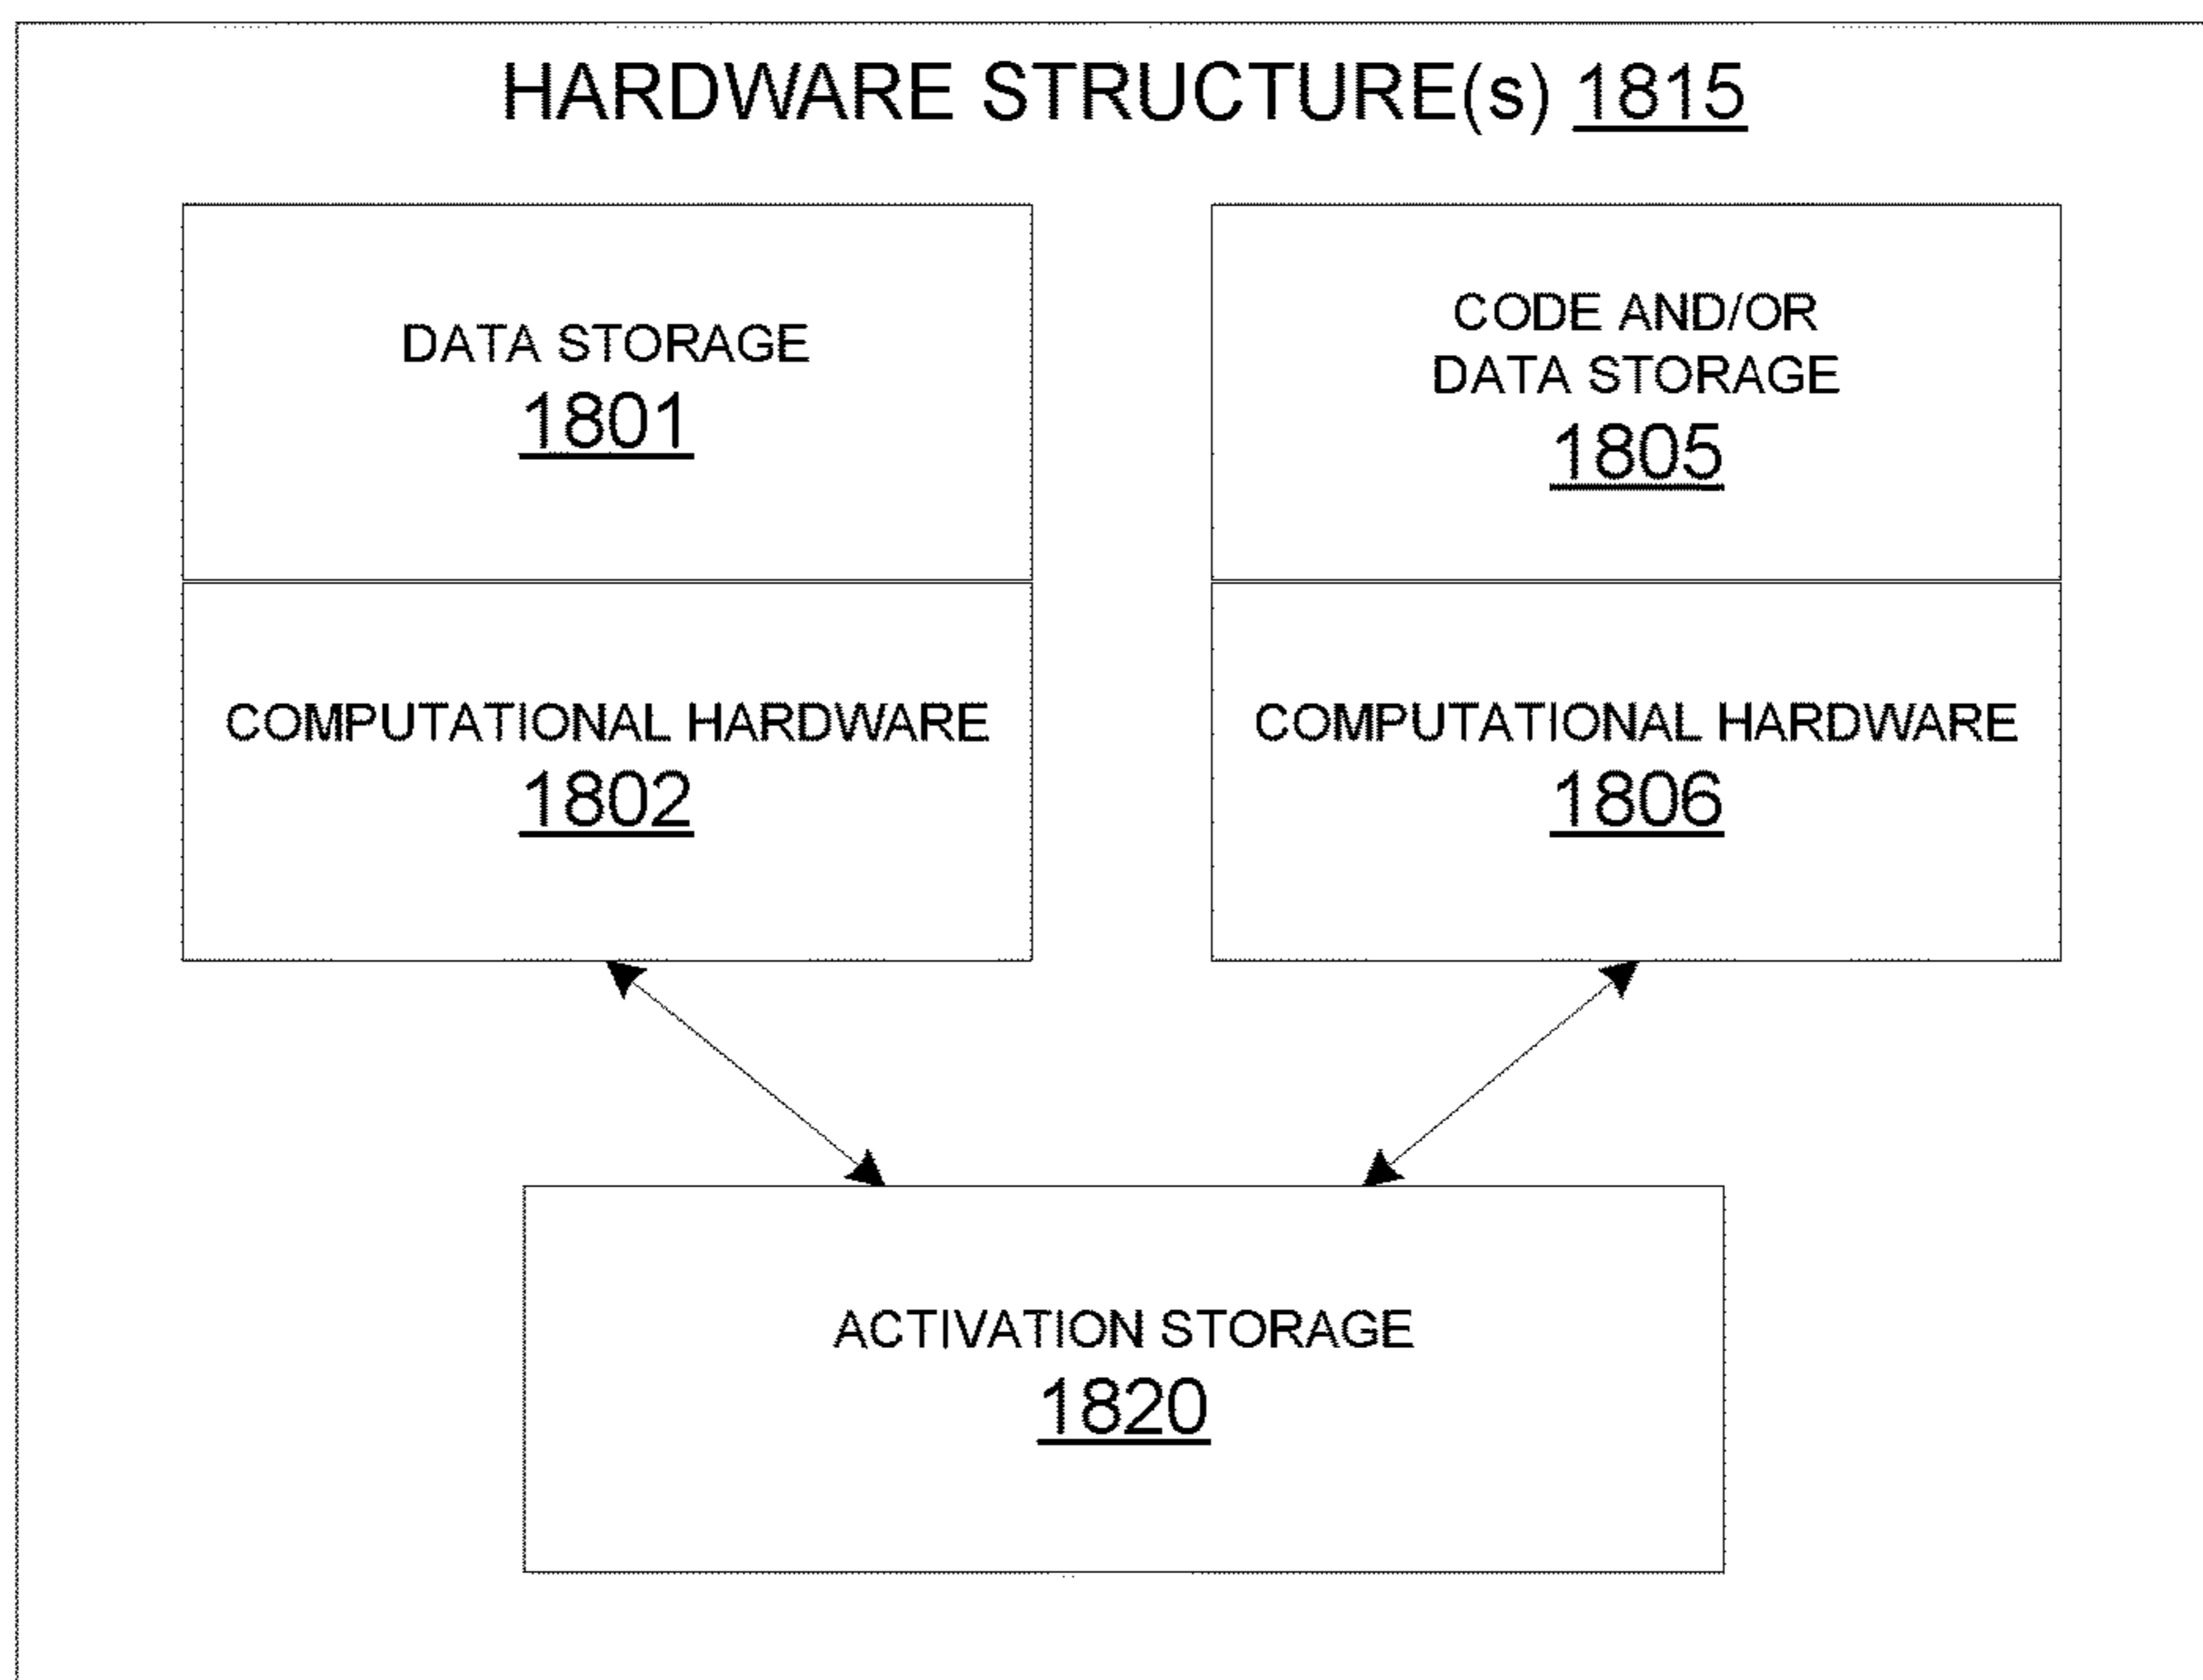 HARDWARE STRUCTURE(s) 1815
DATA STORAGE
1801
CODE AND/OR
DATA STORAGE
1805
COMPUTATIONAL HARDWARE
1802
COMPUTATIONAL HARDWARE
1806
ACTIVATION STORAGE
1820